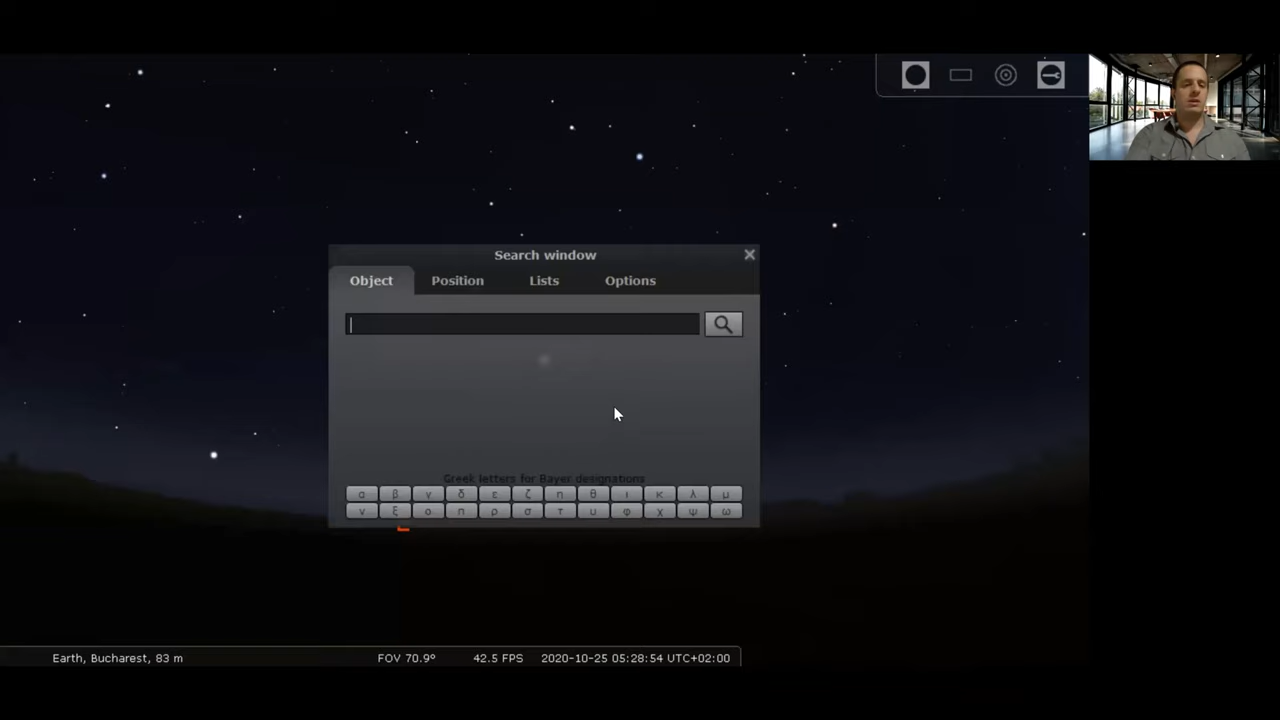 Search window
Object Position Lists Options
Greek letters for Bayer designations
α β γ δ ε ζ η θ ι κ λ μ
ν ξ ο π ρ σ τ υ φ χ ψ ω
Earth, Bucharest, 83 m FOV 70.9° 42.5 FPS 2020-10-25 05:28:54 UTC+02:00